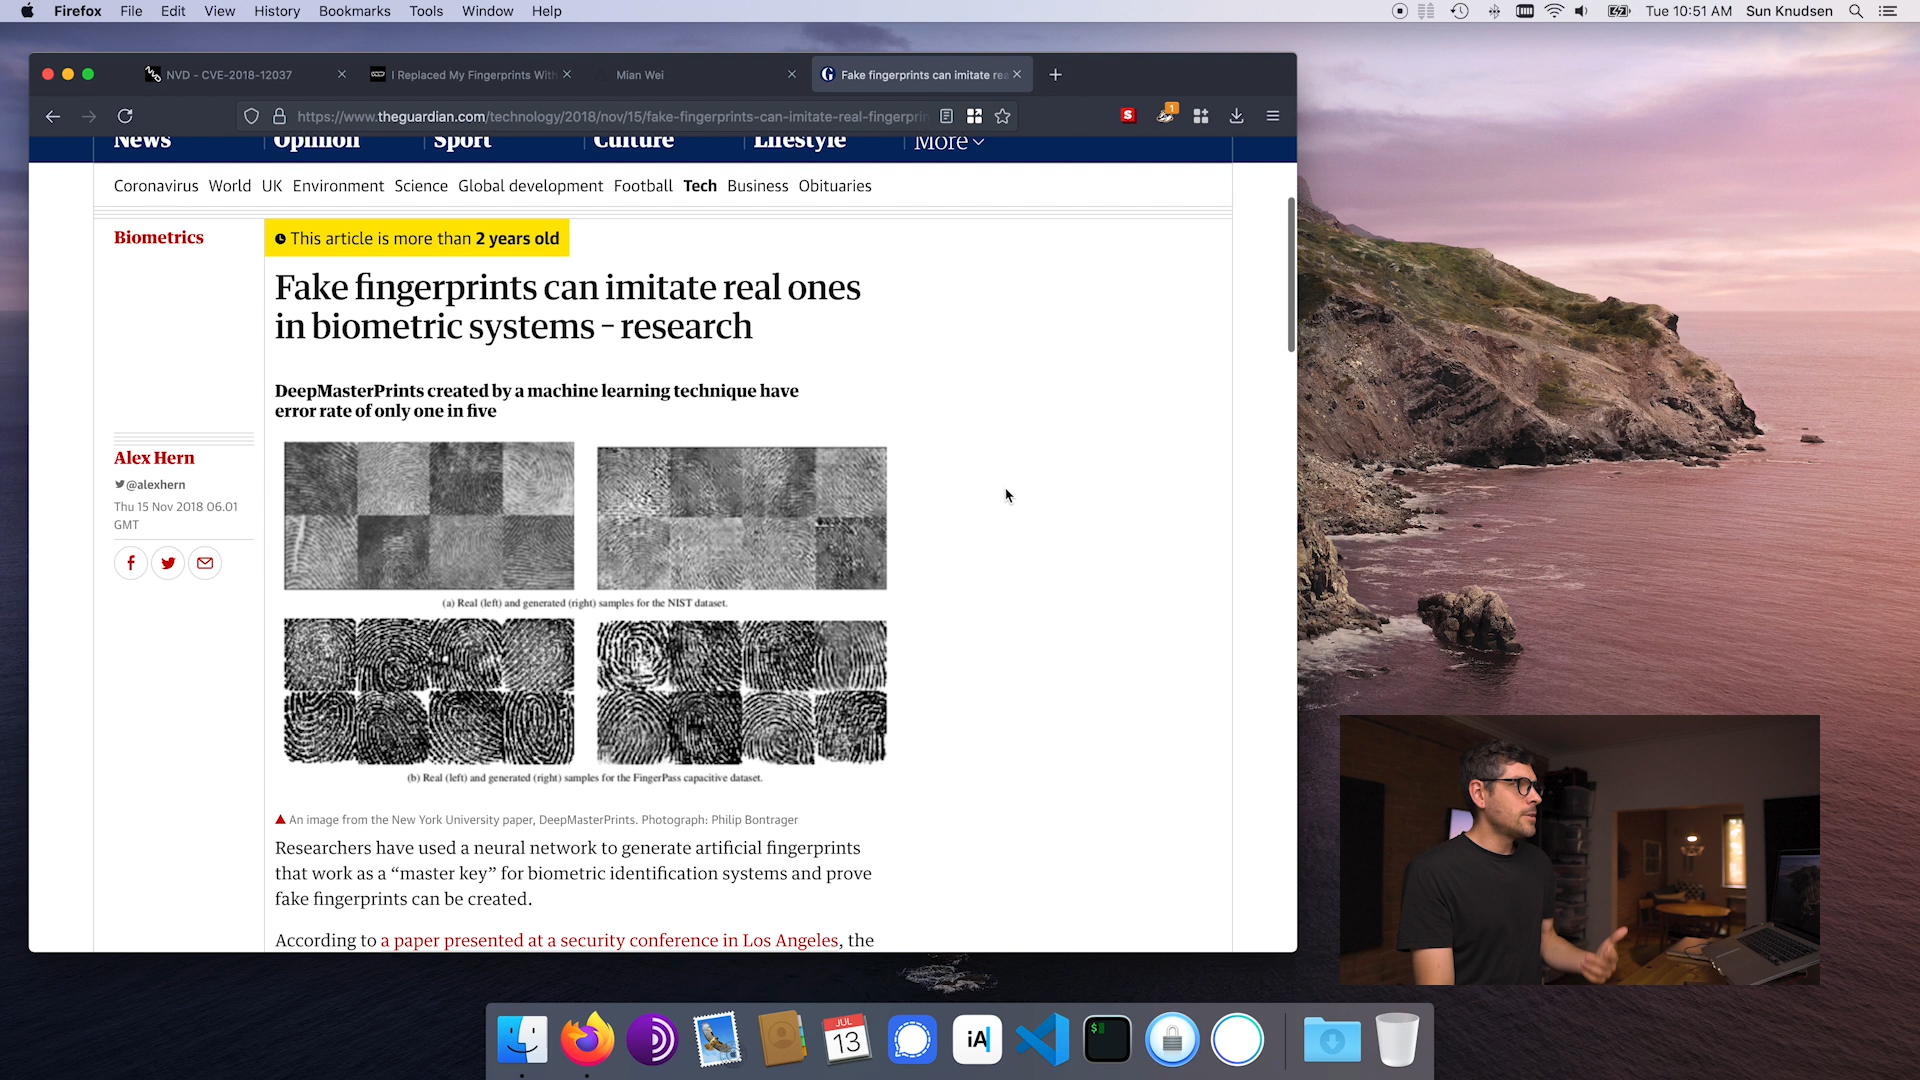 Firefox File Edit View History Bookmarks Tools Window Help
Tue 10:51 AM Sun Knudsen
NVD - CVE-2018-12037
I Replaced My Fingerprints With
Mian Wei
Fake fingerprints can imitate rea
https://www.theguardian.com/technology/2018/nov/15/fake-fingerprints-can-imitate-real-fingerprin
S
1
News Opinion Sport Culture Lifestyle More
Coronavirus World UK Environment Science Global development Football Tech Business Obituaries
Biometrics
This article is more than 2 years old
Fake fingerprints can imitate real ones
in biometric systems – research
DeepMasterPrints created by a machine learning technique have
error rate of only one in five
Alex Hern
@alexhern
Thu 15 Nov 2018 06.01
GMT
(a) Real (left) and generated (right) samples for the NIST dataset.
(b) Real (left) and generated (right) samples for the FingerPass capacitive dataset.
An image from the New York University paper, DeepMasterPrints. Photograph: Philip Bontrager
Researchers have used a neural network to generate artificial fingerprints
that work as a “master key” for biometric identification systems and prove
fake fingerprints can be created.
According to a paper presented at a security conference in Los Angeles, the
JUL
13
iA
$